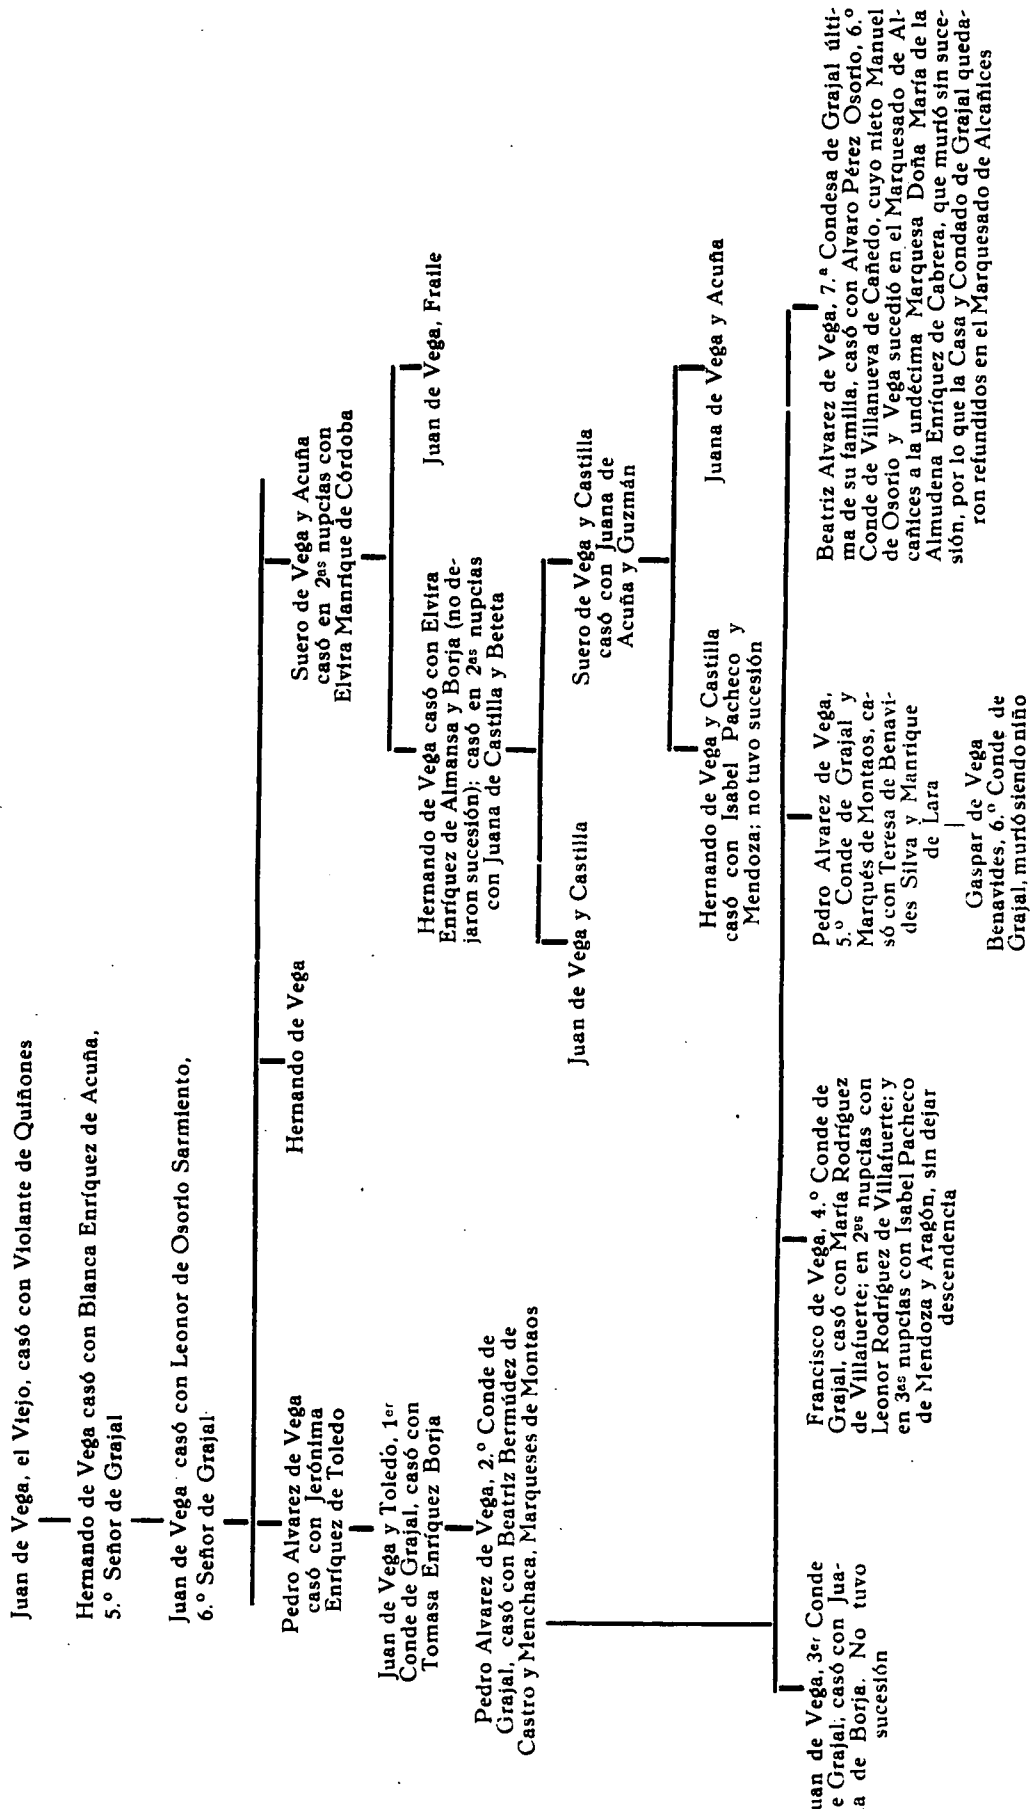 Juan de Vega, el Viejo, casó con Violante de Quiñones
Hernando de Vega casó con Blanca Enríquez de Acuña,
5.º Señor de Grajal
Juan de Vega casó con Leonor de Osorio Sarmiento,
6.º Señor de Grajal
Pedro Alvarez de Vega
casó con Jerónima
Enríquez de Toledo
Hernando de Vega
Suero de Vega y Acuña
casó en 2as nupcias con
Elvira Manrique de Córdoba
Juan de Vega y Toledo, 1er
Conde de Grajal, casó con
Tomasa Enríquez Borja
Hernando de Vega casó con Elvira
Enríquez de Almansa y Borja (no de-
jaron sucesión); casó en 2as nupcias
con Juana de Castilla y Beteta
Juan de Vega, Fraile
Pedro Alvarez de Vega, 2.º Conde de
Grajal, casó con Beatriz Bermúdez de
Castro y Menchaca, Marqueses de Montaos
Juan de Vega y Castilla
Suero de Vega y Castilla
casó con Juana de
Acuña y Guzmán
Hernando de Vega y Castilla
casó con Isabel Pacheco y
Mendoza; no tuvo sucesión
Juana de Vega y Acuña
uan de Vega, 3er Conde
e Grajal, casó con Jua-
a de Borja. No tuvo
sucesión
Francisco de Vega, 4.º Conde de
Grajal, casó con María Rodríguez
de Villafuerte; en 2as nupcias con
Leonor Rodríguez de Villafuerte; y
en 3as nupcias con Isabel Pacheco
de Mendoza y Aragón, sin dejar
descendencia
Pedro Alvarez de Vega,
5.º Conde de Grajal y
Marqués de Montaos, ca-
só con Teresa de Benavi-
des Silva y Manrique
de Lara
Gaspar de Vega
Benavides, 6.º Conde de
Grajal, murió siendo niño
Beatriz Alvarez de Vega, 7.ª Condesa de Grajal últi-
ma de su familia, casó con Alvaro Pérez Osorio, 6.º
Conde de Villanueva de Cañedo, cuyo nieto Manuel
de Osorio y Vega sucedió en el Marquesado de Al-
cañices a la undécima Marquesa Doña María de la
Almudena Enríquez de Cabrera, que murió sin suce-
sión, por lo que la Casa y Condado de Grajal queda-
ron refundidos en el Marquesado de Alcañices